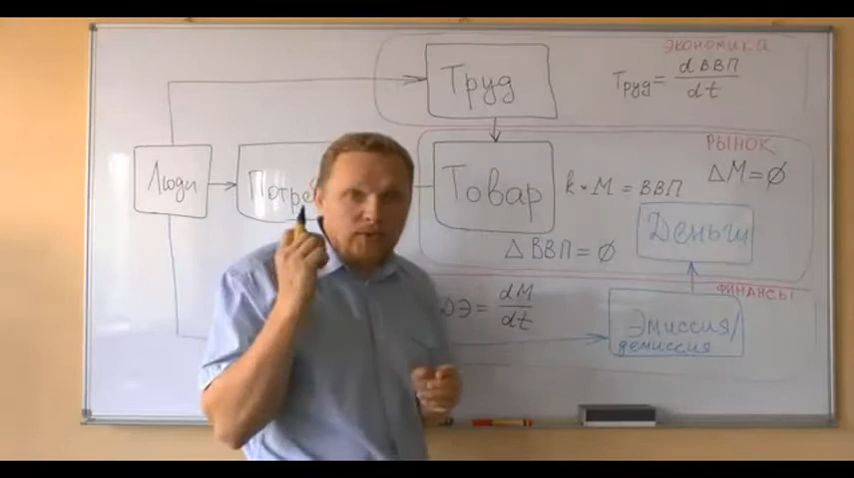 экономика
Труд
Труд = dВВП
dt
РЫНОК
Люди
Товар
k • M = ВВП
ΔM = ∅
Деньги
ΔВВП = ∅
ФИНАНСЫ
dM
dt
Эмиссия/
демиссия